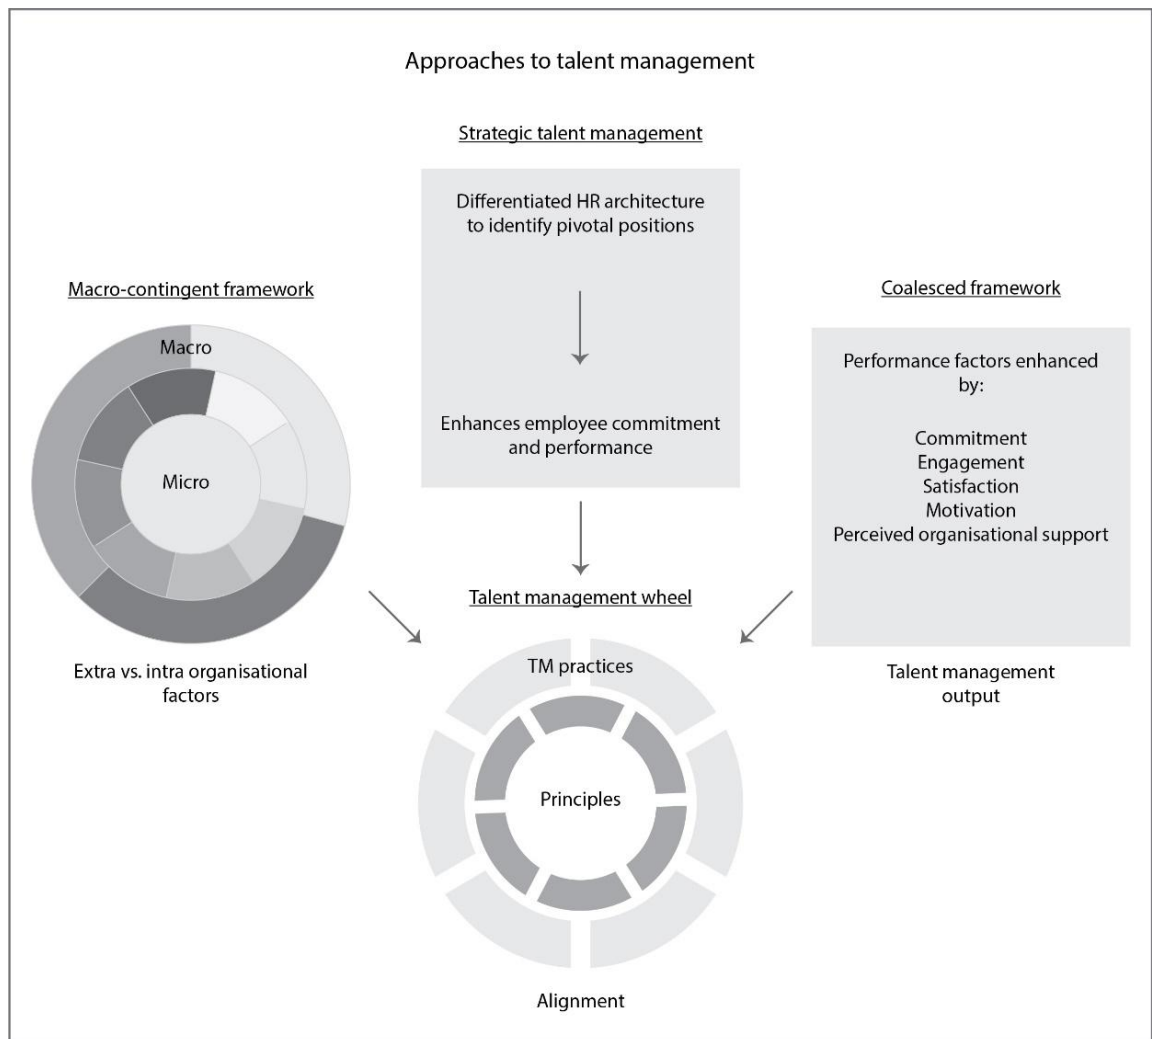 Approaches to talent management
Strategic talent management
Differentiated HR architecture
to identify pivotal positions
Enhances employee commitment
and performance
Macro-contingent framework
Macro
Micro
Extra vs. intra organisational
factors
Coalesced framework
Performance factors enhanced
by:
Commitment
Engagement
Satisfaction
Motivation
Perceived organisational support
Talent management
output
Talent management wheel
TM practices
Principles
Alignment